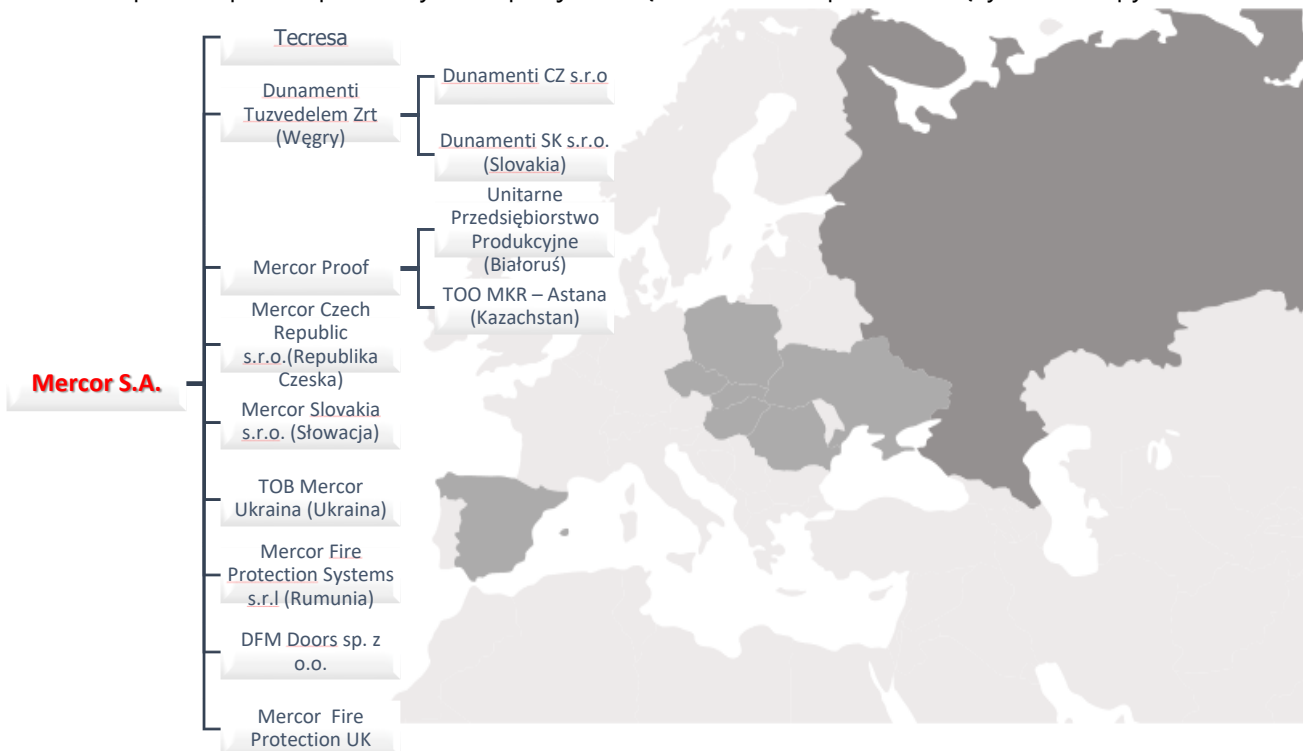 Tecresa
Dunamenti
Tuzvedelem Zrt
(Węgry)
Dunamenti CZ s.r.o
Dunamenti SK s.r.o.
(Slovakia)
Mercor Proof
Unitarne
Przedsiębiorstwo
Produkcyjne
(Białoruś)
TOO MKR – Astana
(Kazachstan)
Mercor Czech
Republic
s.r.o.(Republika
Czeska)
Mercor S.A.
Mercor Slovakia
s.r.o. (Słowacja)
TOB Mercor
Ukraina (Ukraina)
Mercor Fire
Protection Systems
s.r.l (Rumunia)
DFM Doors sp. z
o.o.
Mercor Fire
Protection UK